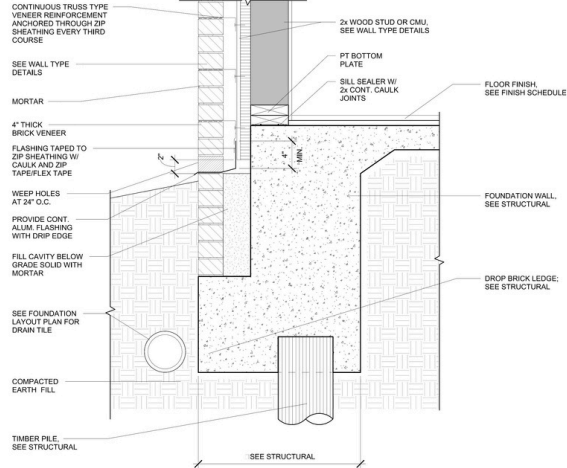 CONTINUOUS TRUSS TYPE
VENEER REINFORCEMENT
ANCHORED THROUGH ZIP
SHEATHING EVERY THIRD
COURSE
SEE WALL TYPE
DETAILS
MORTAR
4" THICK
BRICK VENEER
FLASHING TAPED TO
ZIP SHEATHING W/
CAULK AND ZIP
TAPE/FLEX TAPE
WEEP HOLES
AT 24" O.C.
PROVIDE CONT.
ALUM. FLASHING
WITH DRIP EDGE
FILL CAVITY BELOW
GRADE SOLID WITH
MORTAR
SEE FOUNDATION
LAYOUT PLAN FOR
DRAIN TILE
COMPACTED
EARTH FILL
TIMBER PILE,
SEE STRUCTURAL
2"
4"
MIN.
2x WOOD STUD OR CMU,
SEE WALL TYPE DETAILS
PT BOTTOM
PLATE
SILL SEALER W/
2x CONT. CAULK
JOINTS
FLOOR FINISH,
SEE FINISH SCHEDULE
FOUNDATION WALL,
SEE STRUCTURAL
DROP BRICK LEDGE;
SEE STRUCTURAL
SEE STRUCTURAL